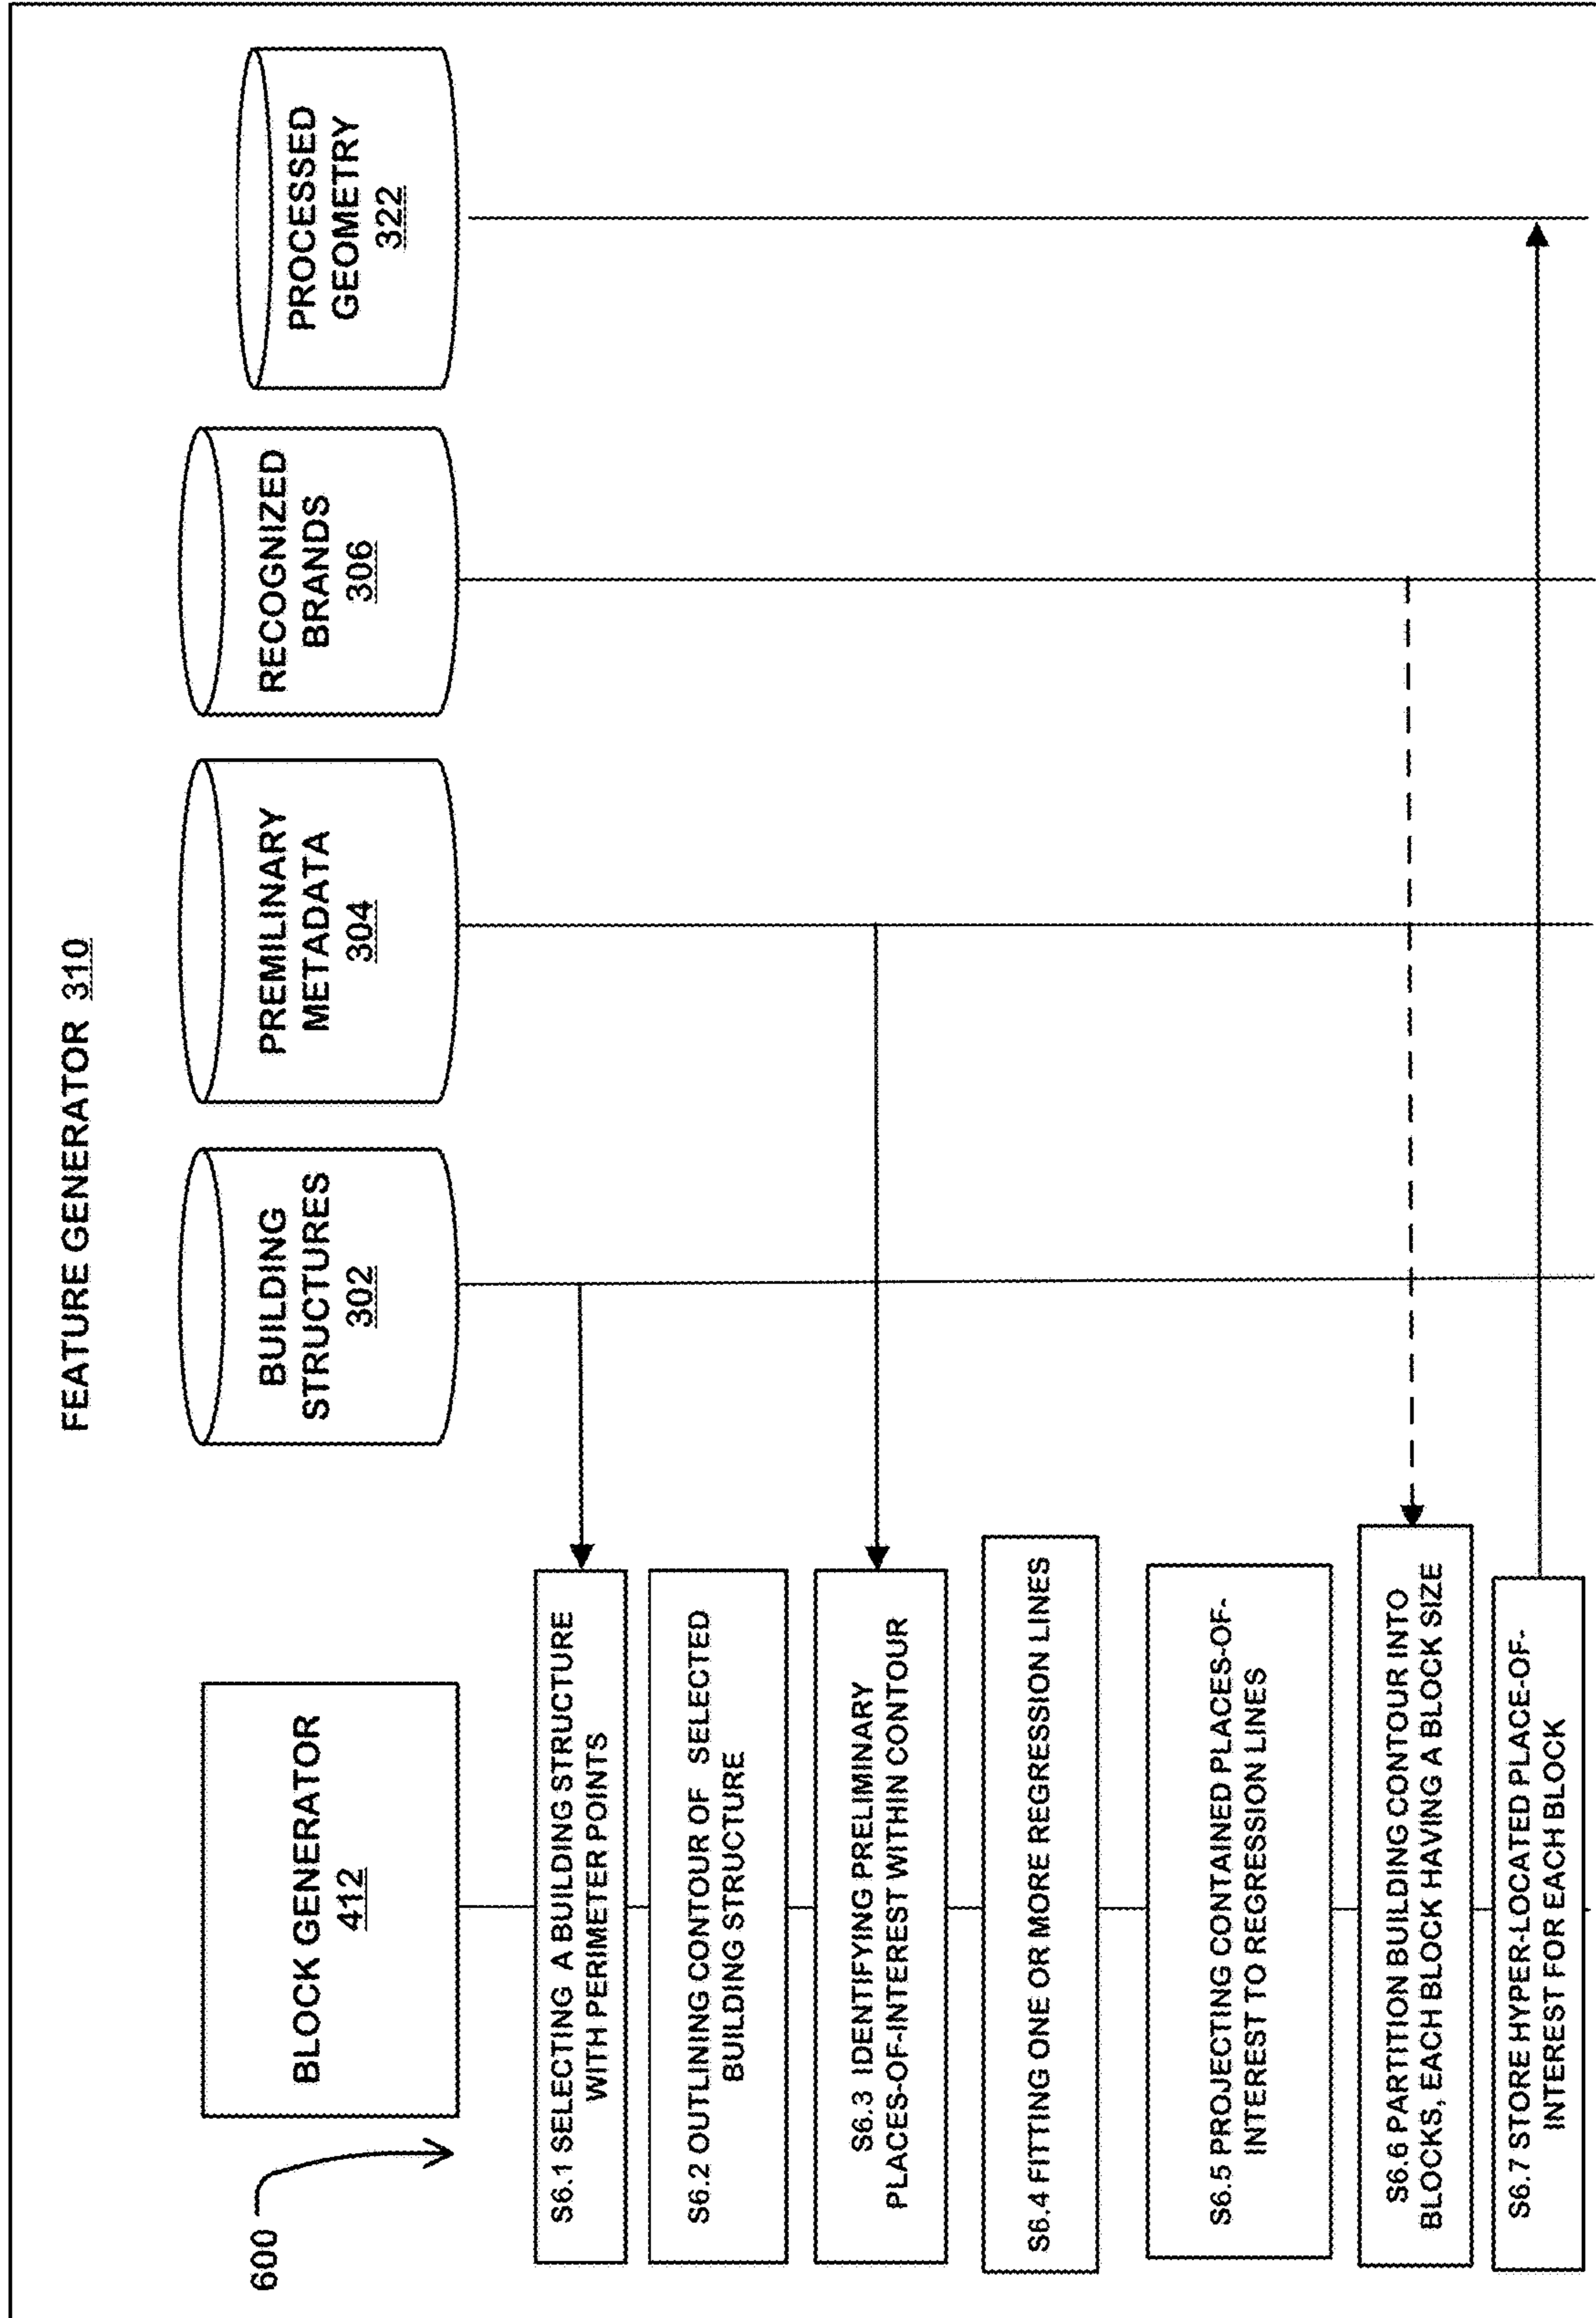 FEATURE GENERATOR 310
BLOCK GENERATOR
412
BUILDING
STRUCTURES
302
PREMILINARY
METADATA
304
RECOGNIZED
BRANDS
306
PROCESSED
GEOMETRY
322
600
S6.1 SELECTING A BUILDING STRUCTURE
WITH PERIMETER POINTS
S6.2 OUTLINING CONTOUR OF SELECTED
BUILDING STRUCTURE
S6.3 IDENTIFYING PRELIMINARY
PLACES-OF-INTEREST WITHIN CONTOUR
S6.4 FITTING ONE OR MORE REGRESSION LINES
S6.5 PROJECTING CONTAINED PLACES-OF-
INTEREST TO REGRESSION LINES
S6.6 PARTITION BUILDING CONTOUR INTO
BLOCKS, EACH BLOCK HAVING A BLOCK SIZE
S6.7 STORE HYPER-LOCATED PLACE-OF-
INTEREST FOR EACH BLOCK